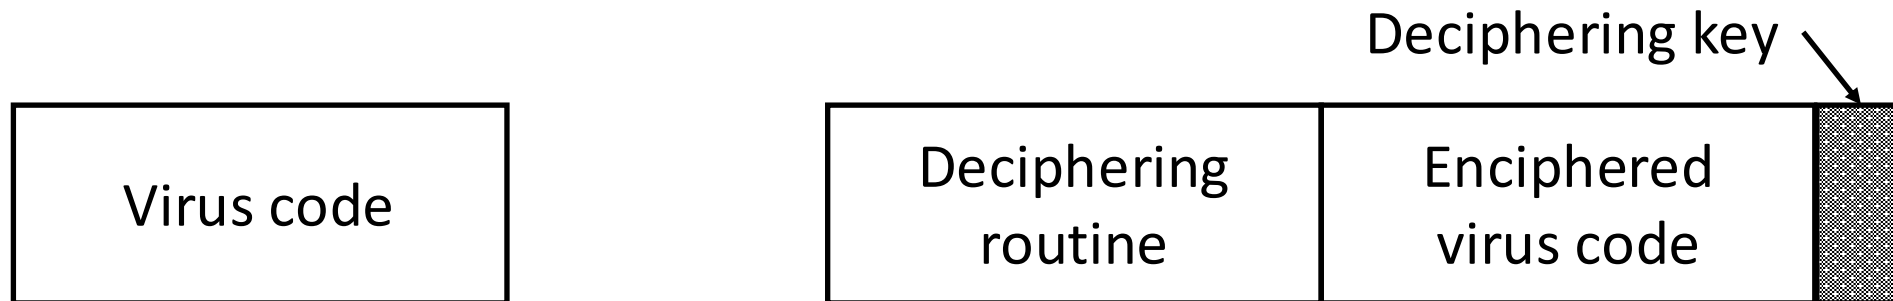 Deciphering key
Virus code
Deciphering
routine
Enciphered
virus code